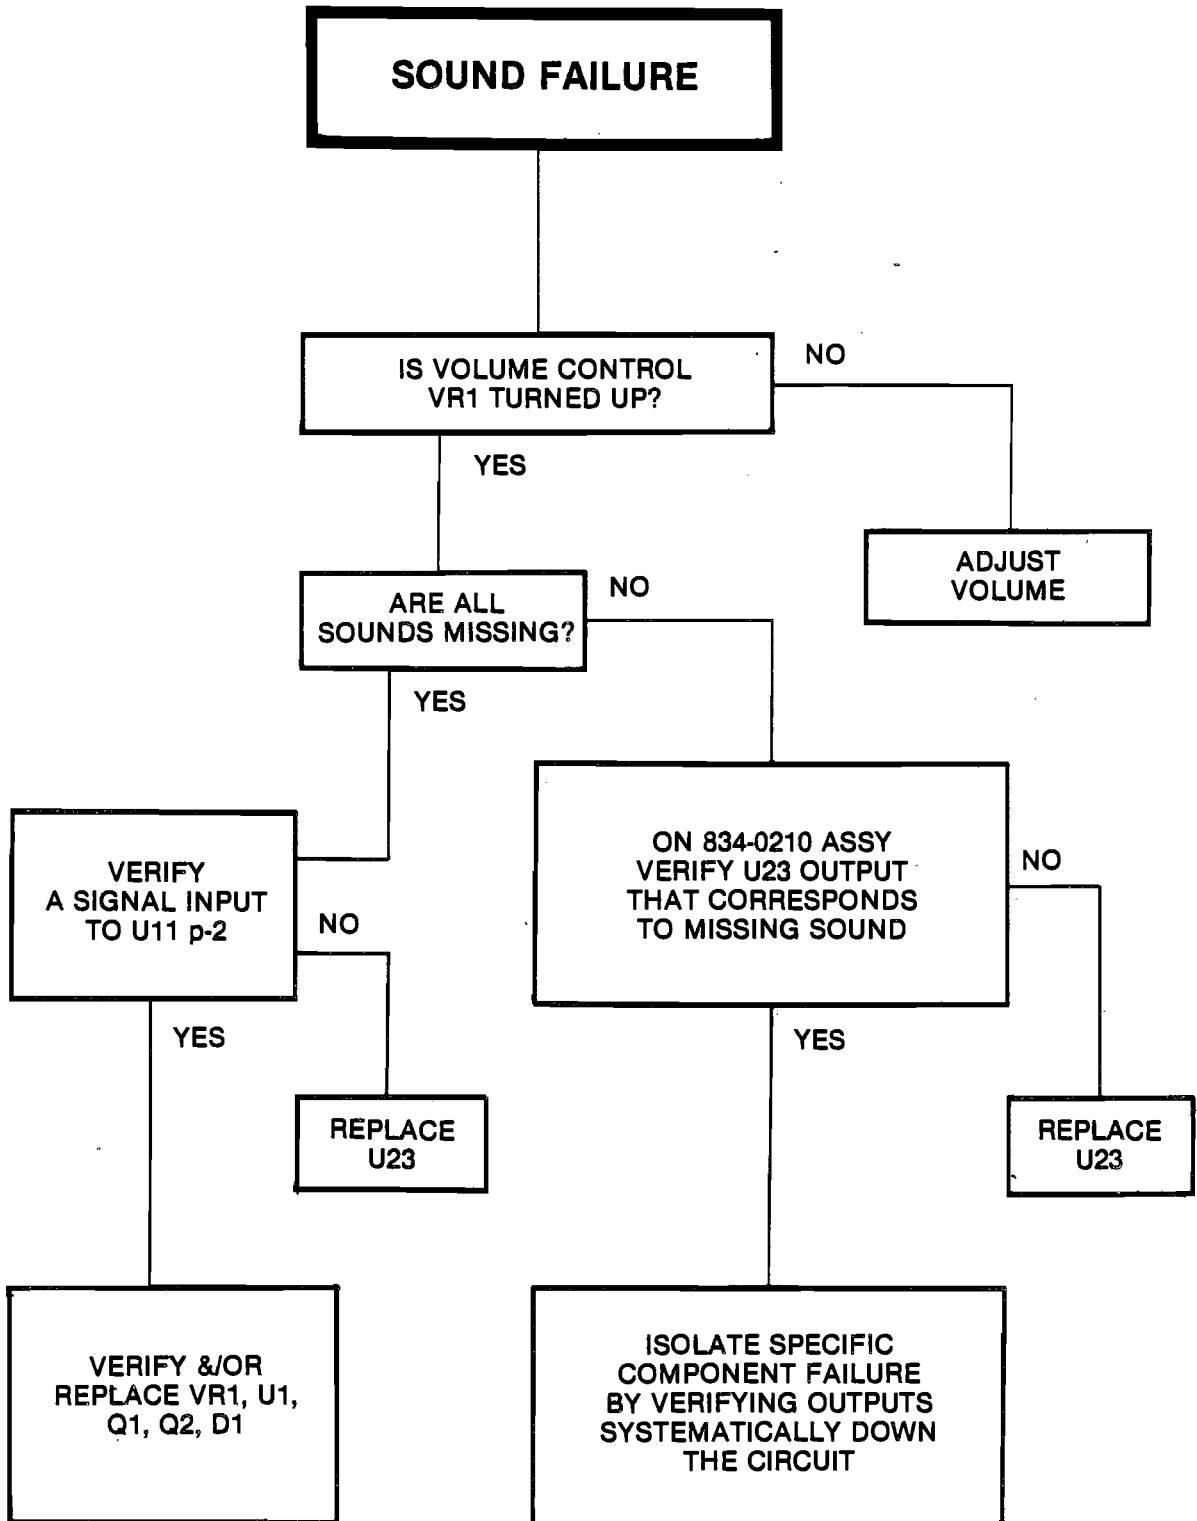 SOUND FAILURE
IS VOLUME CONTROL
VR1 TURNED UP?
NO
YES
ADJUST
VOLUME
ARE ALL
SOUNDS MISSING?
NO
YES
VERIFY
A SIGNAL INPUT
TO U11 p-2
NO
YES
ON 834-0210 ASSY
VERIFY U23 OUTPUT
THAT CORRESPONDS
TO MISSING SOUND
NO
YES
REPLACE
U23
REPLACE
U23
VERIFY &/OR
REPLACE VR1, U1,
Q1, Q2, D1
ISOLATE SPECIFIC
COMPONENT FAILURE
BY VERIFYING OUTPUTS
SYSTEMATICALLY DOWN
THE CIRCUIT